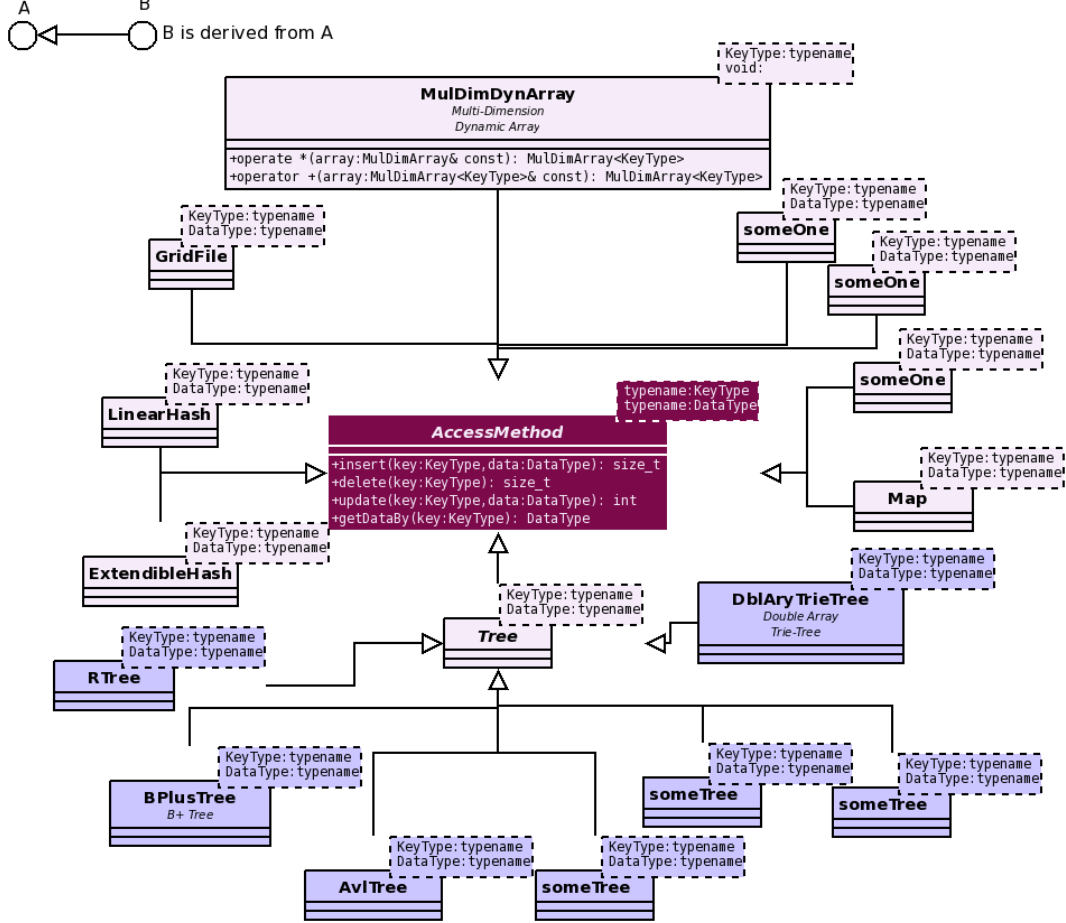 A
B
B is derived from A
KeyType:typename
void:
MulDimDynArray
Multi-Dimension
Dynamic Array
+operate *(array:MulDimArray& const): MulDimArray<KeyType>
+operator +(array:MulDimArray<KeyType>& const): MulDimArray<KeyType>
KeyType:typename
DataType:typename
GridFile
KeyType:typename
DataType:typename
someOne
KeyType:typename
DataType:typename
someOne
KeyType:typename
DataType:typename
someOne
KeyType:typename
DataType:typename
LinearHash
typename:KeyType
typename:DataType
AccessMethod
+insert(key:KeyType,data:DataType): size_t
+delete(key:KeyType): size_t
+update(key:KeyType,data:DataType): int
+getDataBy(key:KeyType): DataType
KeyType:typename
DataType:typename
Map
KeyType:typename
DataType:typename
ExtendibleHash
KeyType:typename
DataType:typename
DblAryTrieTree
Double Array
Trie-Tree
KeyType:typename
DataType:typename
Tree
KeyType:typename
DataType:typename
RTree
KeyType:typename
DataType:typename
BPlusTree
B+ Tree
KeyType:typename
DataType:typename
someTree
KeyType:typename
DataType:typename
someTree
KeyType:typename
DataType:typename
AvlTree
KeyType:typename
DataType:typename
someTree